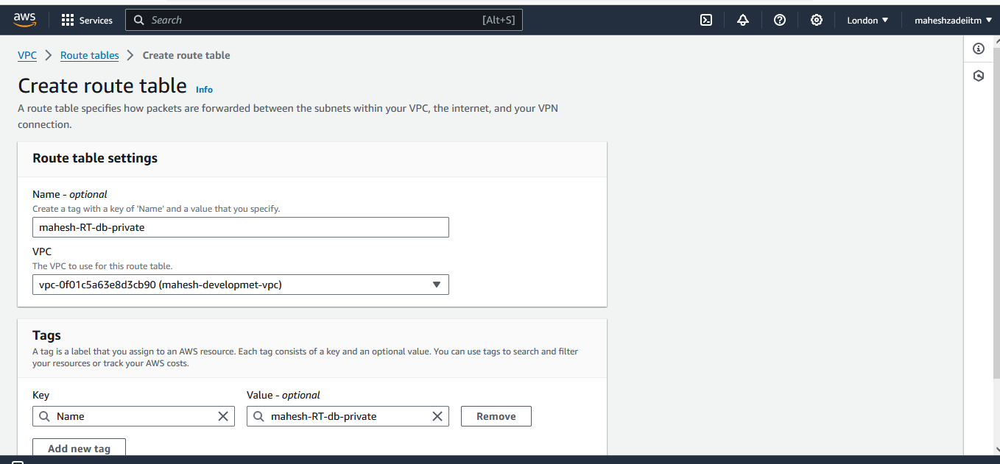 aws Services Search [Alt+S] London maheshzadeiitm
VPC Route tables Create route table
Create route table Info
A route table specifies how packets are forwarded between the subnets within your VPC, the internet, and your VPN
connection.
Route table settings
Name - optional
Create a tag with a key of 'Name' and a value that you specify.
mahesh-RT-db-private
VPC
The VPC to use for this route table.
vpc-0f01c5a63e8d3cb90 (mahesh-developmet-vpc)
Tags
A tag is a label that you assign to an AWS resource. Each tag consists of a key and an optional value. You can use tags to search and filter
your resources or track your AWS costs.
Key Value - optional
Name mahesh-RT-db-private Remove
Add new tag